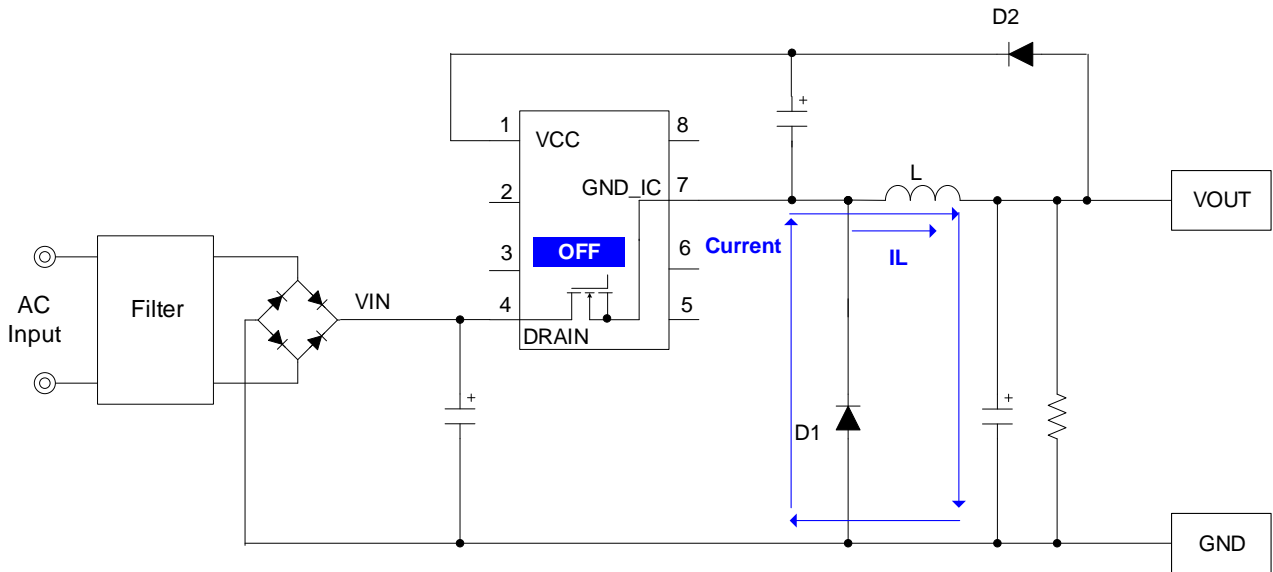 D2
1
VCC
8
+
2
GND_IC
7
L
VOUT
3
OFF
6
Current
IL
AC
Input
Filter
VIN
4
DRAIN
5
+
D1
+
GND